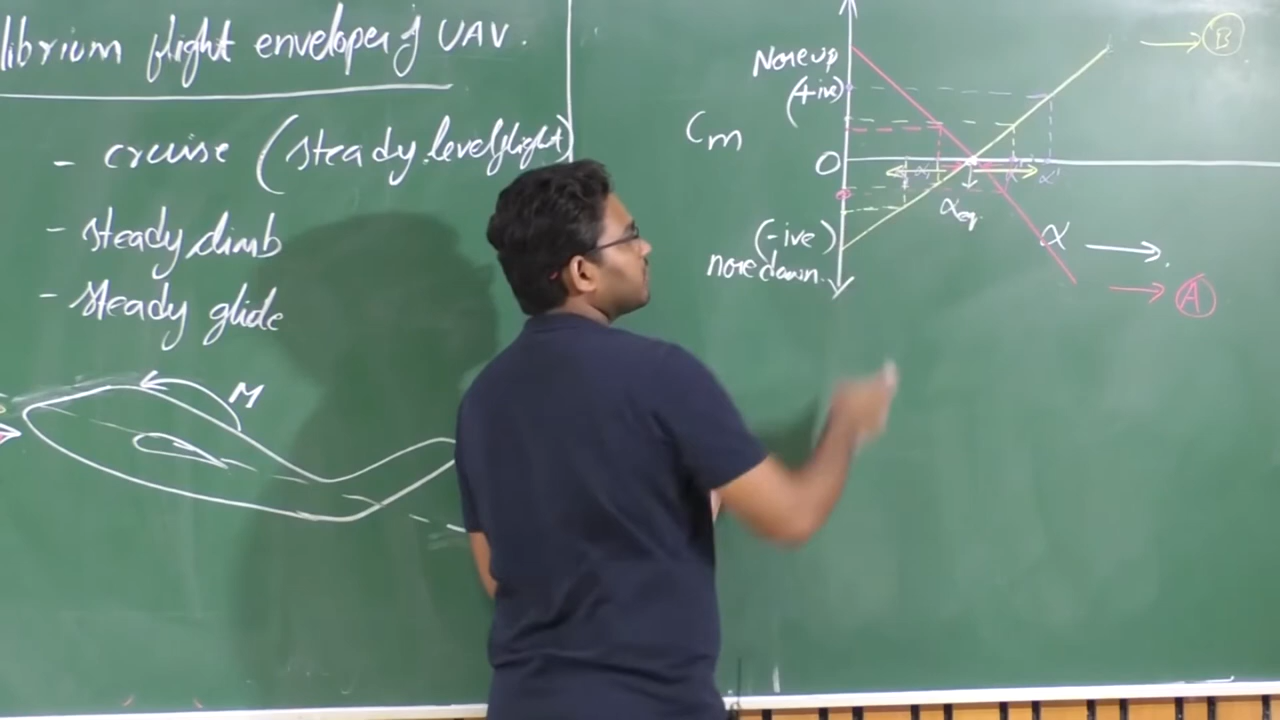 librium flight envelope of UAV.
- cruise (steady level flight)
- steady climb
- steady glide
M
Nose up
(+ive)
Cm
0
(-ive)
nose down.
αeq.
α
B
A